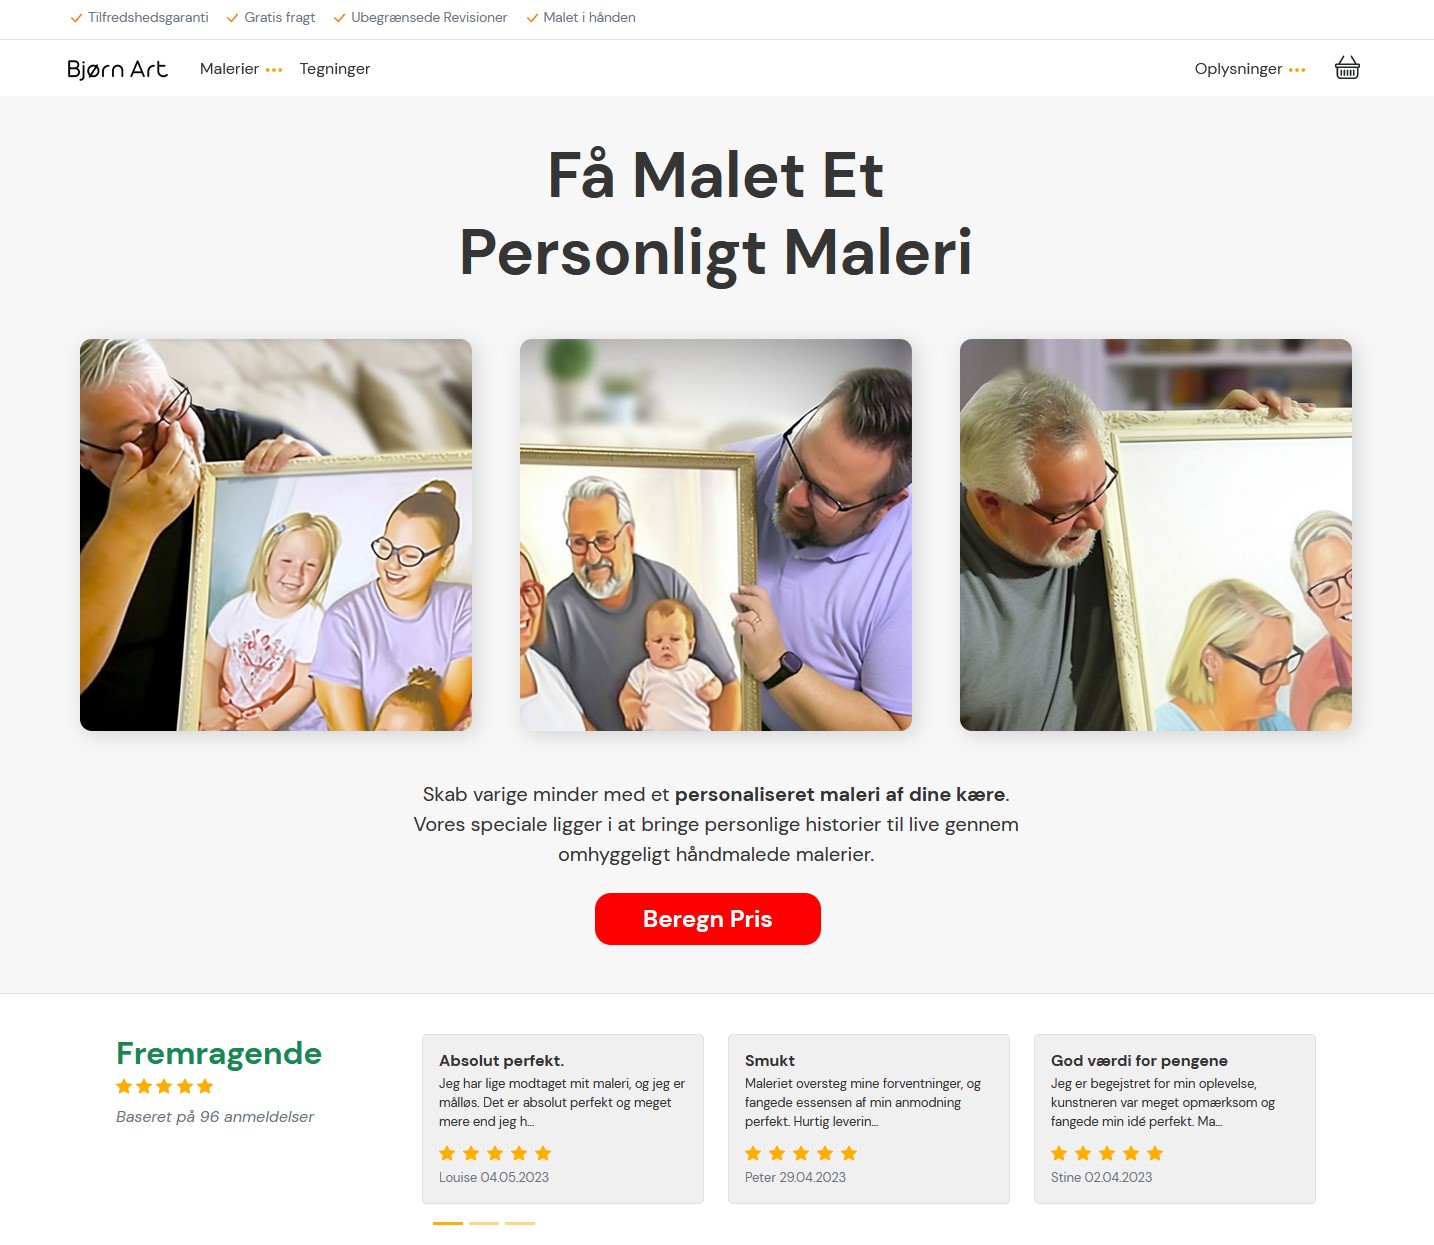 Tilfredshedsgaranti
Gratis fragt
Ubegrænsede Revisioner
Malet i hånden
Bjørn Art
Malerier
Tegninger
Oplysninger
Få Malet Et
Personligt Maleri
Skab varige minder med et personaliseret maleri af dine kære.
Vores speciale ligger i at bringe personlige historier til live gennem
omhyggeligt håndmalede malerier.
Beregn Pris
Fremragende
Baseret på 96 anmeldelser
Absolut perfekt.
Jeg har lige modtaget mit maleri, og jeg er
målløs. Det er absolut perfekt og meget
mere end jeg h...
Louise 04.05.2023
Smukt
Maleriet oversteg mine forventninger, og
fangede essensen af min anmodning
perfekt. Hurtig leverin...
Peter 29.04.2023
God værdi for pengene
Jeg er begejstret for min oplevelse,
kunstneren var meget opmærksom og
fangede min idé perfekt. Ma...
Stine 02.04.2023